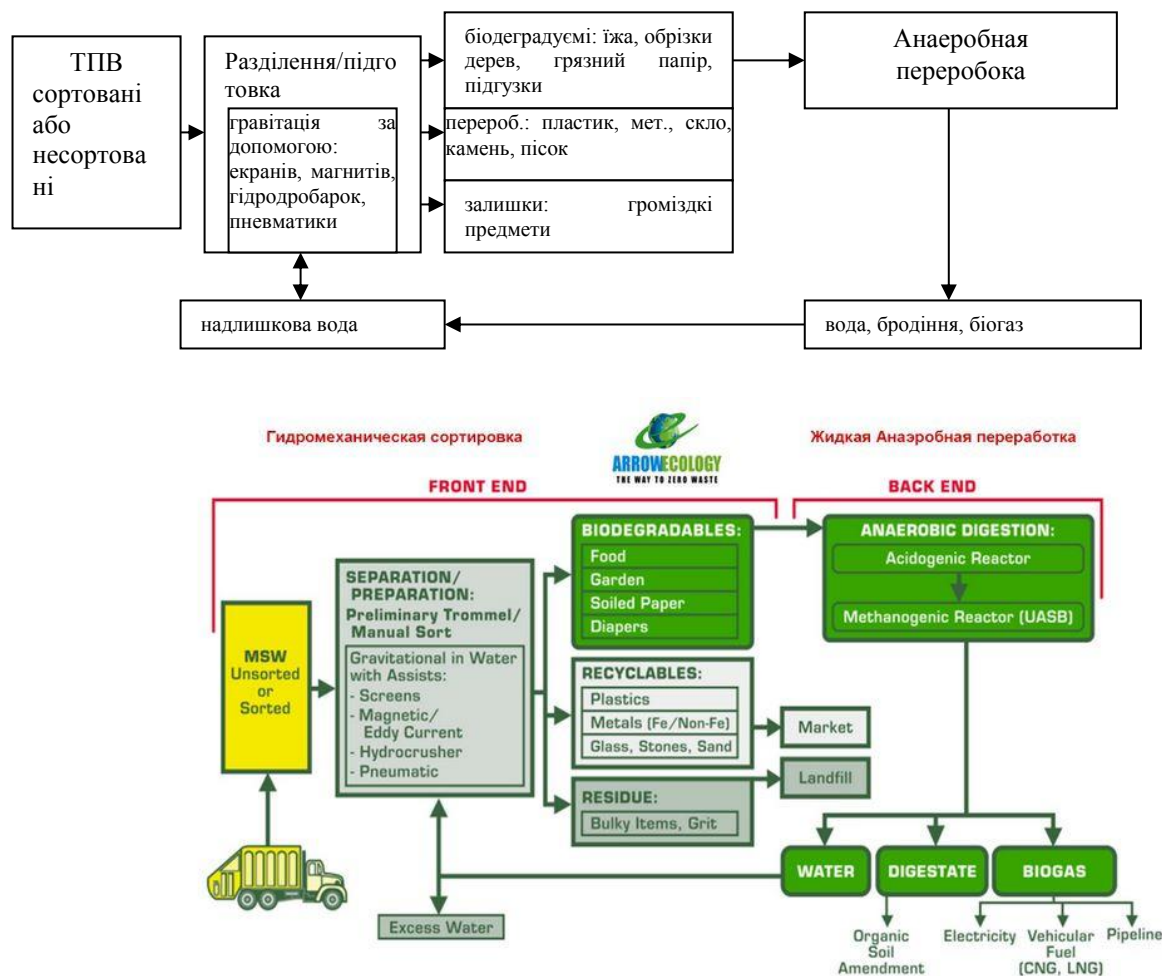 ТПВ
сортовані
або
несортова
ні
Разділення/підго
товка
гравітація за
допомогою:
екранів, магнитів,
гідродробарок,
пневматики
біодеградуємі: їжа, обрізки
дерев, грязний папір,
підгузки
перероб.: пластик, мет., скло,
камень, пісок
залишки: громіздкі
предмети
Анаеробная
переробока
надлишкова вода
вода, бродіння, біогаз
Гидромеханическая сортировка
ARROWECOLOGY
THE WAY TO ZERO WASTE
Жидкая Анаэробная переработка
FRONT END
BACK END
MSW
Unsorted
or
Sorted
SEPARATION/
PREPARATION:
Preliminary Trommel/
Manual Sort
Gravitational in Water
with Assists:
- Screens
- Magnetic/
Eddy Current
- Hydrocrusher
- Pneumatic
BIODEGRADABLES:
Food
Garden
Soiled Paper
Diapers
RECYCLABLES:
Plastics
Metals (Fe/Non-Fe)
Glass, Stones, Sand
RESIDUE:
Bulky Items, Grit
Market
Landfill
ANAEROBIC DIGESTION:
Acidogenic Reactor
Methanogenic Reactor (UASB)
WATER
DIGESTATE
BIOGAS
Excess Water
Organic
Soil
Amendment
Electricity
Vehicular
Fuel
(CNG, LNG)
Pipeline